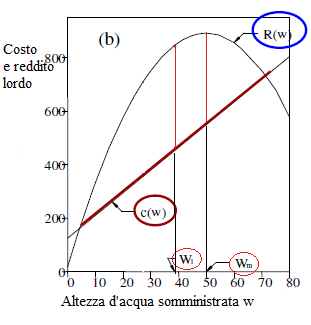 Costo
e reddito
lordo
(b)
R(w)
800
600
400
200
0
c(w)
Wl
Wm
0 10 20 30 40 50 60 70 80
Altezza d'acqua somministrata w